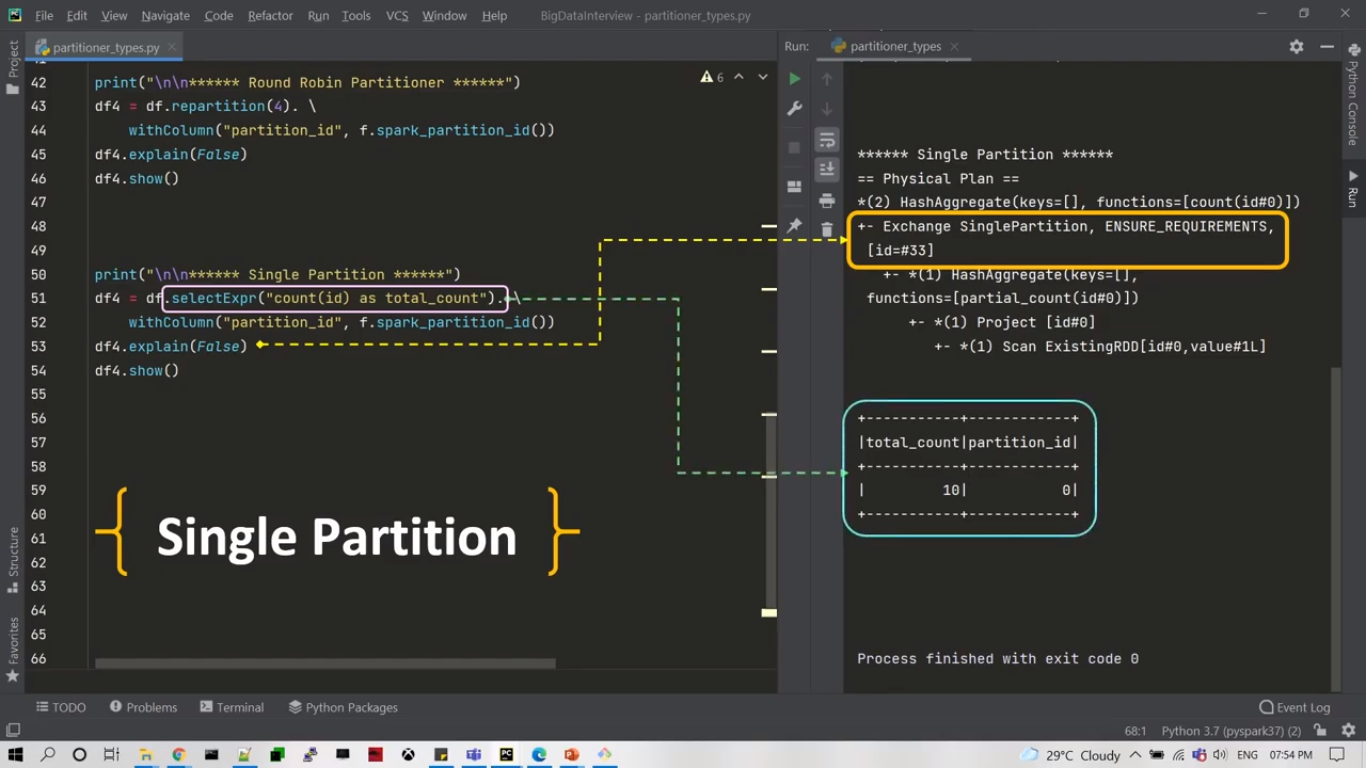 File Edit View Navigate Code Refactor Run Tools VCS Window Help BigDataInterview - partitioner_types.py
partitioner_types.py
Run: partitioner_types
Project
Structure
Favorites
Python Console
Run
6
42 print("\n\n****** Round Robin Partitioner ******")
43 df4 = df.repartition(4). \
44 withColumn("partition_id", f.spark_partition_id())
45 df4.explain(False)
46 df4.show()
47
48
49
50 print("\n\n****** Single Partition ******")
51 df4 = df.selectExpr("count(id) as total_count"). \
52 withColumn("partition_id", f.spark_partition_id())
53 df4.explain(False)
54 df4.show()
55
56
57
58
59
60
61
62
63
64
65
66
Single Partition
****** Single Partition ******
== Physical Plan ==
*(2) HashAggregate(keys=[], functions=[count(id#0)])
+- Exchange SinglePartition, ENSURE_REQUIREMENTS,
[id=#33]
+- *(1) HashAggregate(keys=[],
functions=[partial_count(id#0)])
+- *(1) Project [id#0]
+- *(1) Scan ExistingRDD[id#0,value#1L]
+-----------+------------+
|total_count|partition_id|
+-----------+------------+
|         10|           0|
+-----------+------------+
Process finished with exit code 0
TODO Problems Terminal Python Packages Event Log
68:1 Python 3.7 (pyspark37) (2)
29°C Cloudy ENG 07:54 PM